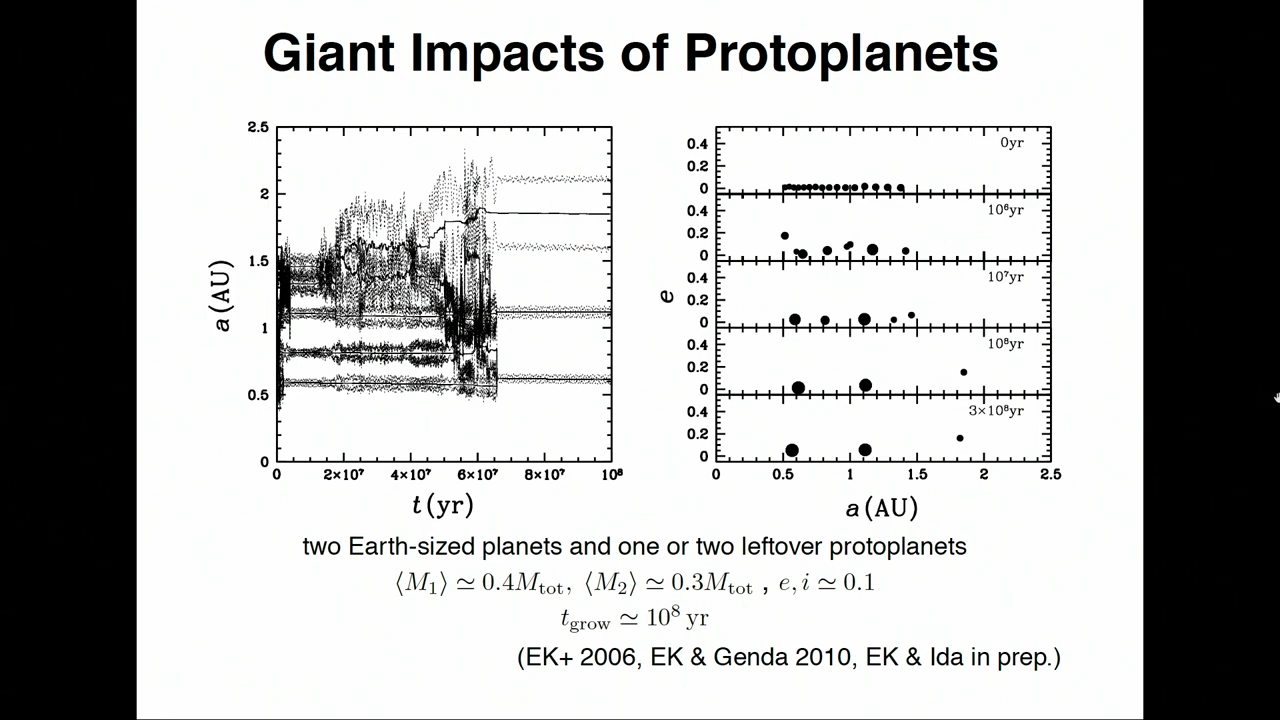 Giant Impacts of Protoplanets
2.5
2
1.5
1
0.5
0
a (AU)
0 2×10⁷ 4×10⁷ 6×10⁷ 8×10⁷ 10⁸
t (yr)
0yr
0.4
0.2
0
10⁶yr
0.4
0.2
0
10⁷yr
0.4
0.2
0
10⁸yr
0.4
0.2
0
3×10⁸yr
0.4
0.2
0
e
0 0.5 1 1.5 2 2.5
a (AU)
two Earth-sized planets and one or two leftover protoplanets
⟨M₁⟩ ≃ 0.4M_tot, ⟨M₂⟩ ≃ 0.3M_tot , e, i ≃ 0.1
t_grow ≃ 10⁸ yr
(EK+ 2006, EK & Genda 2010, EK & Ida in prep.)